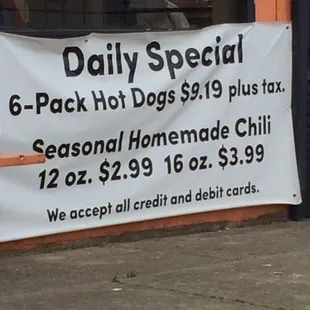 Daily Special
6-Pack Hot Dogs $9.19 plus tax.
Seasonal Homemade Chili
12 oz. $2.99 16 oz. $3.99
We accept all credit and debit cards.